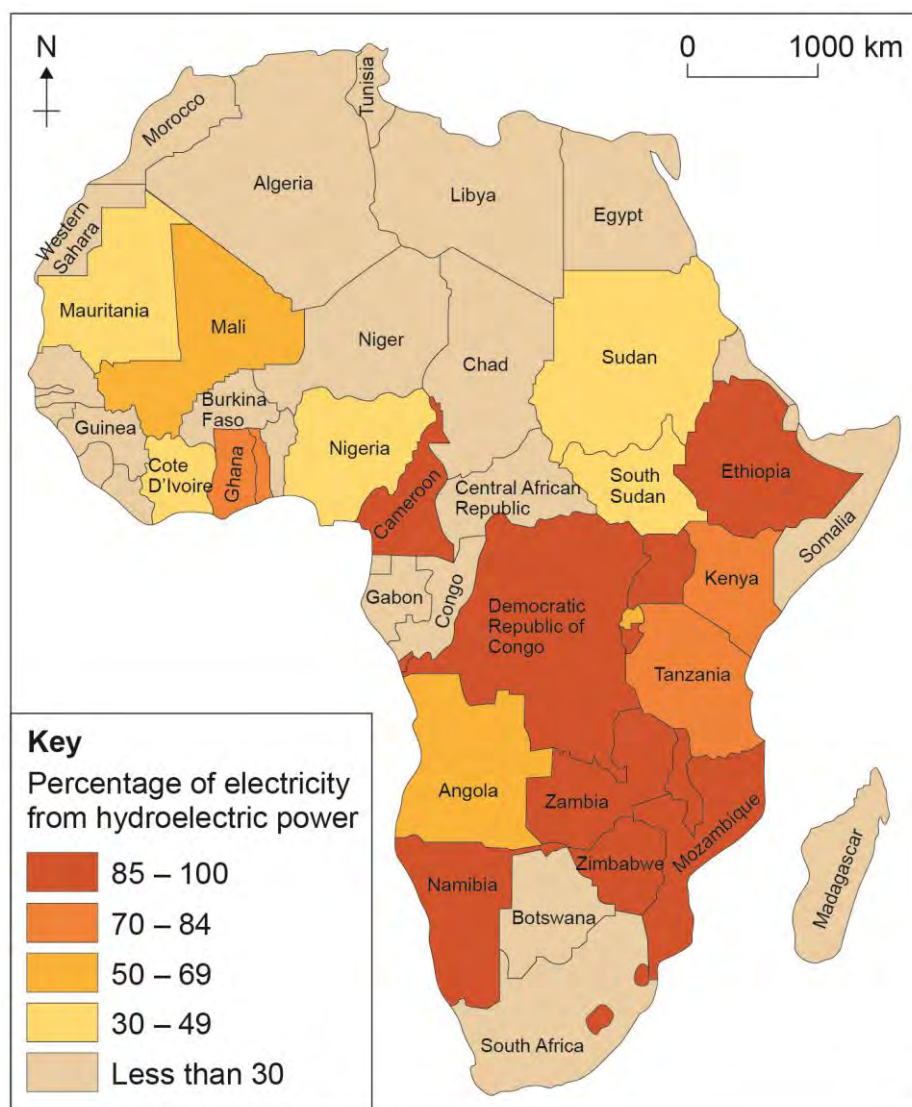 N
0 1000 km
Tunisia
Morocco
Algeria
Libya
Egypt
Western
Sahara
Mauritania
Mali
Niger
Chad
Sudan
Burkina
Faso
Guinea
Nigeria
Cote
D'Ivoire
Ghana
Cameroon
Central African
Republic
South
Sudan
Ethiopia
Somalia
Gabon
Congo
Democratic
Republic of
Congo
Kenya
Tanzania
Angola
Zambia
Mozambique
Zimbabwe
Namibia
Botswana
Madagascar
South Africa
Key
Percentage of electricity
from hydroelectric power
85 – 100
70 – 84
50 – 69
30 – 49
Less than 30